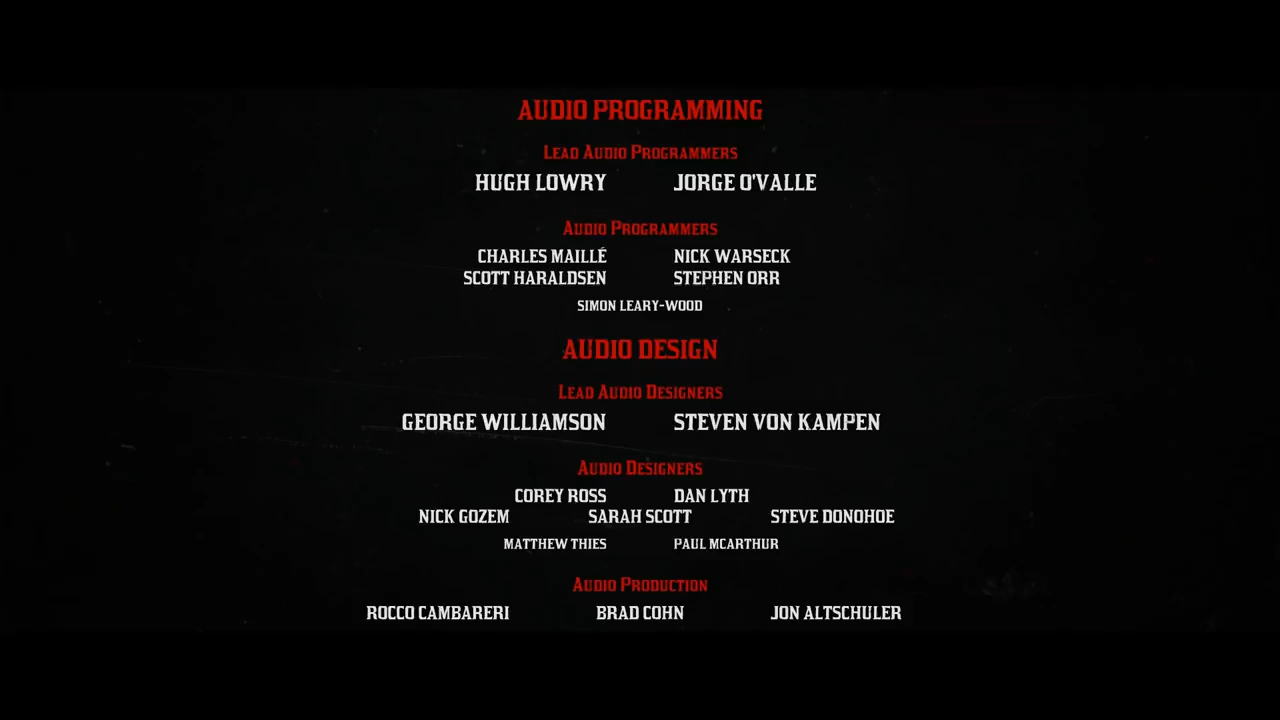 AUDIO PROGRAMMING
LEAD AUDIO PROGRAMMERS
HUGH LOWRY JORGE O'VALLE
AUDIO PROGRAMMERS
CHARLES MAILLÉ NICK WARSECK
SCOTT HARALDSEN STEPHEN ORR
SIMON LEARY-WOOD
AUDIO DESIGN
LEAD AUDIO DESIGNERS
GEORGE WILLIAMSON STEVEN VON KAMPEN
AUDIO DESIGNERS
COREY ROSS DAN LYTH
NICK GOZEM SARAH SCOTT STEVE DONOHOE
MATTHEW THIES PAUL MCARTHUR
AUDIO PRODUCTION
ROCCO CAMBARERI BRAD COHN JON ALTSCHULER